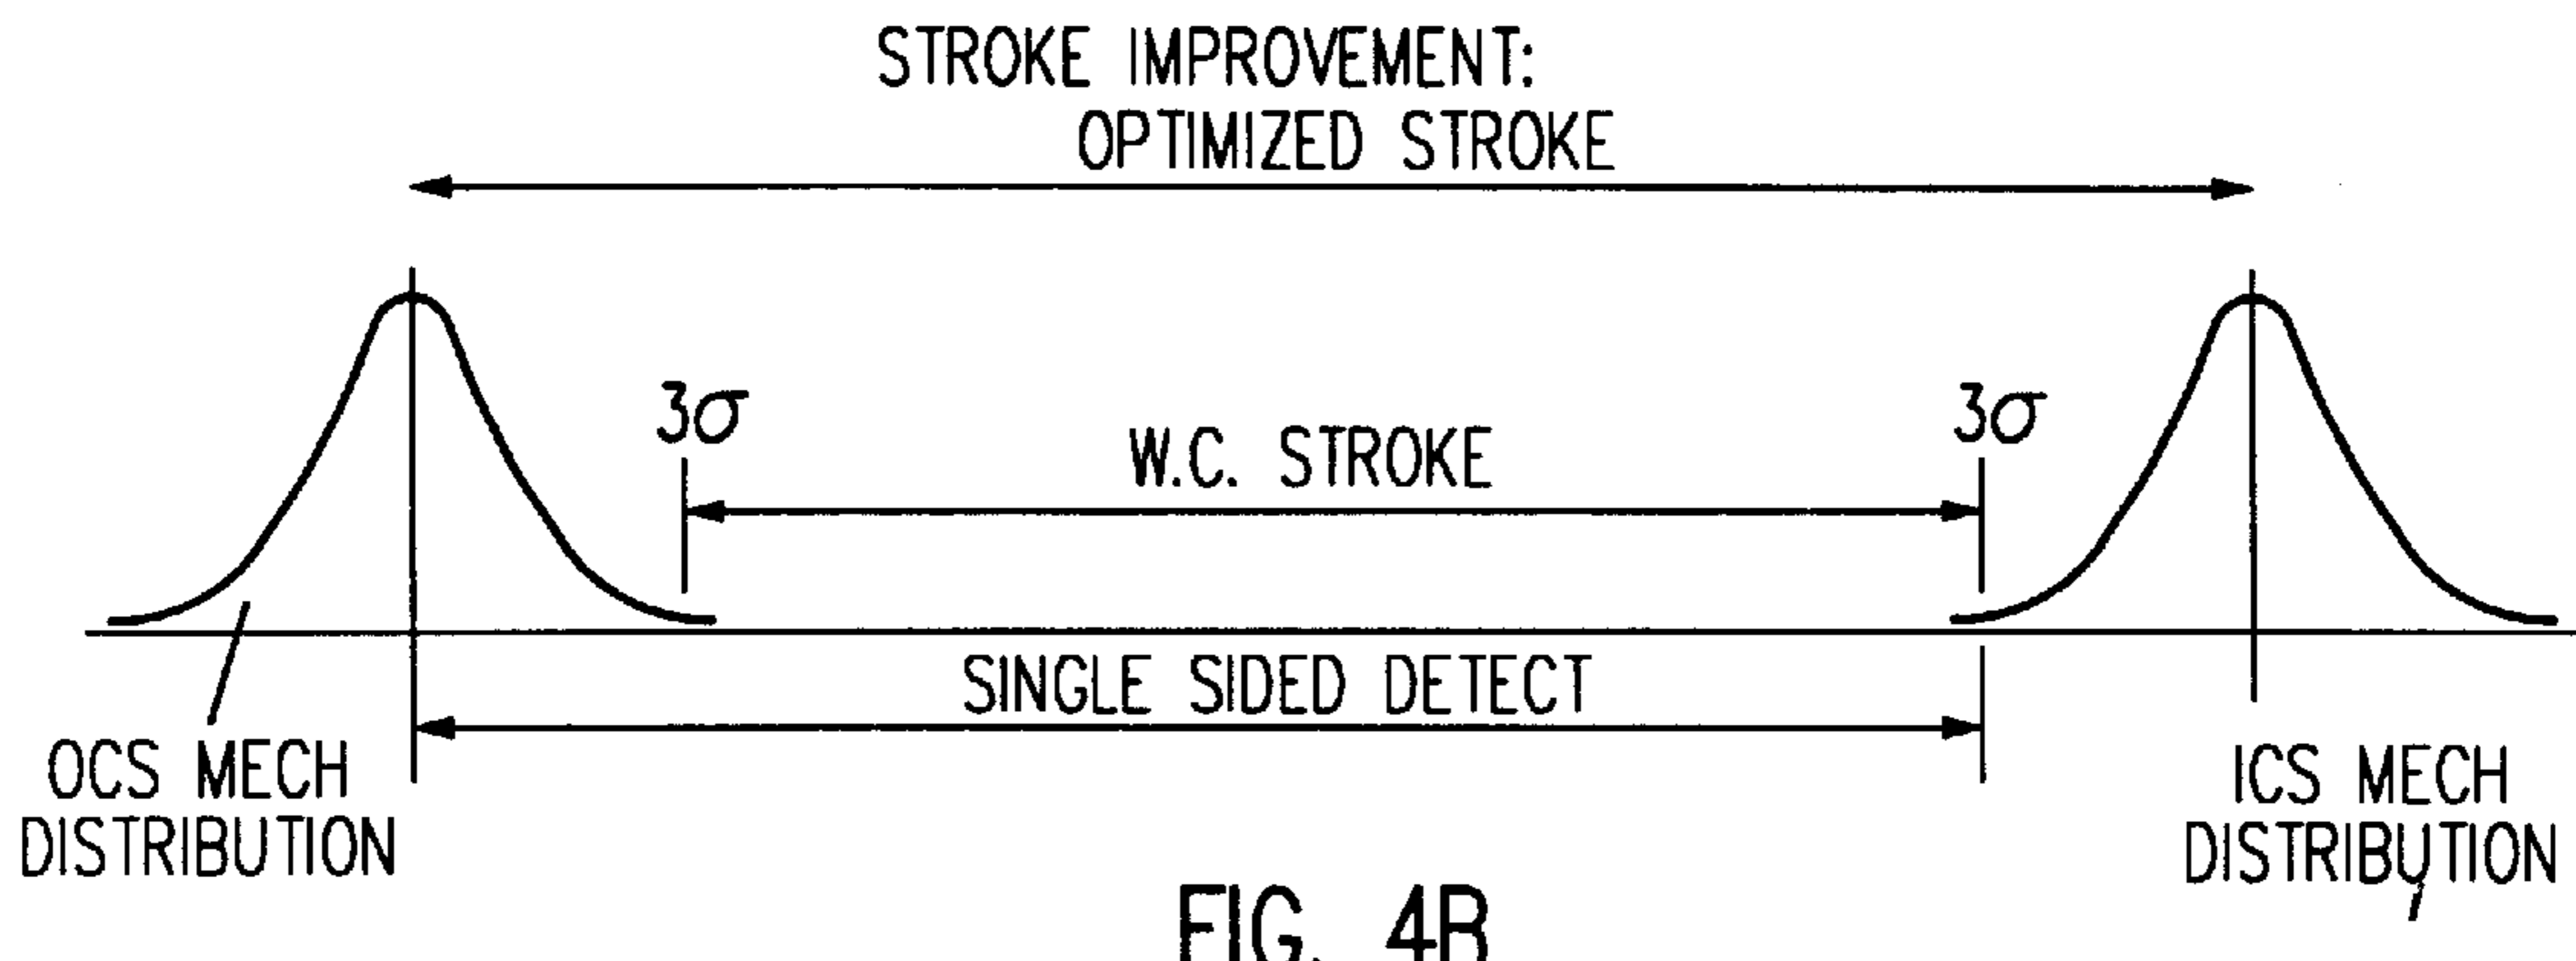 STROKE IMPROVEMENT:
OPTIMIZED STROKE
3σ
3σ
W.C. STROKE
SINGLE SIDED DETECT
OCS MECH
DISTRIBUTION
ICS MECH
DISTRIBUTION
FIG. 4B